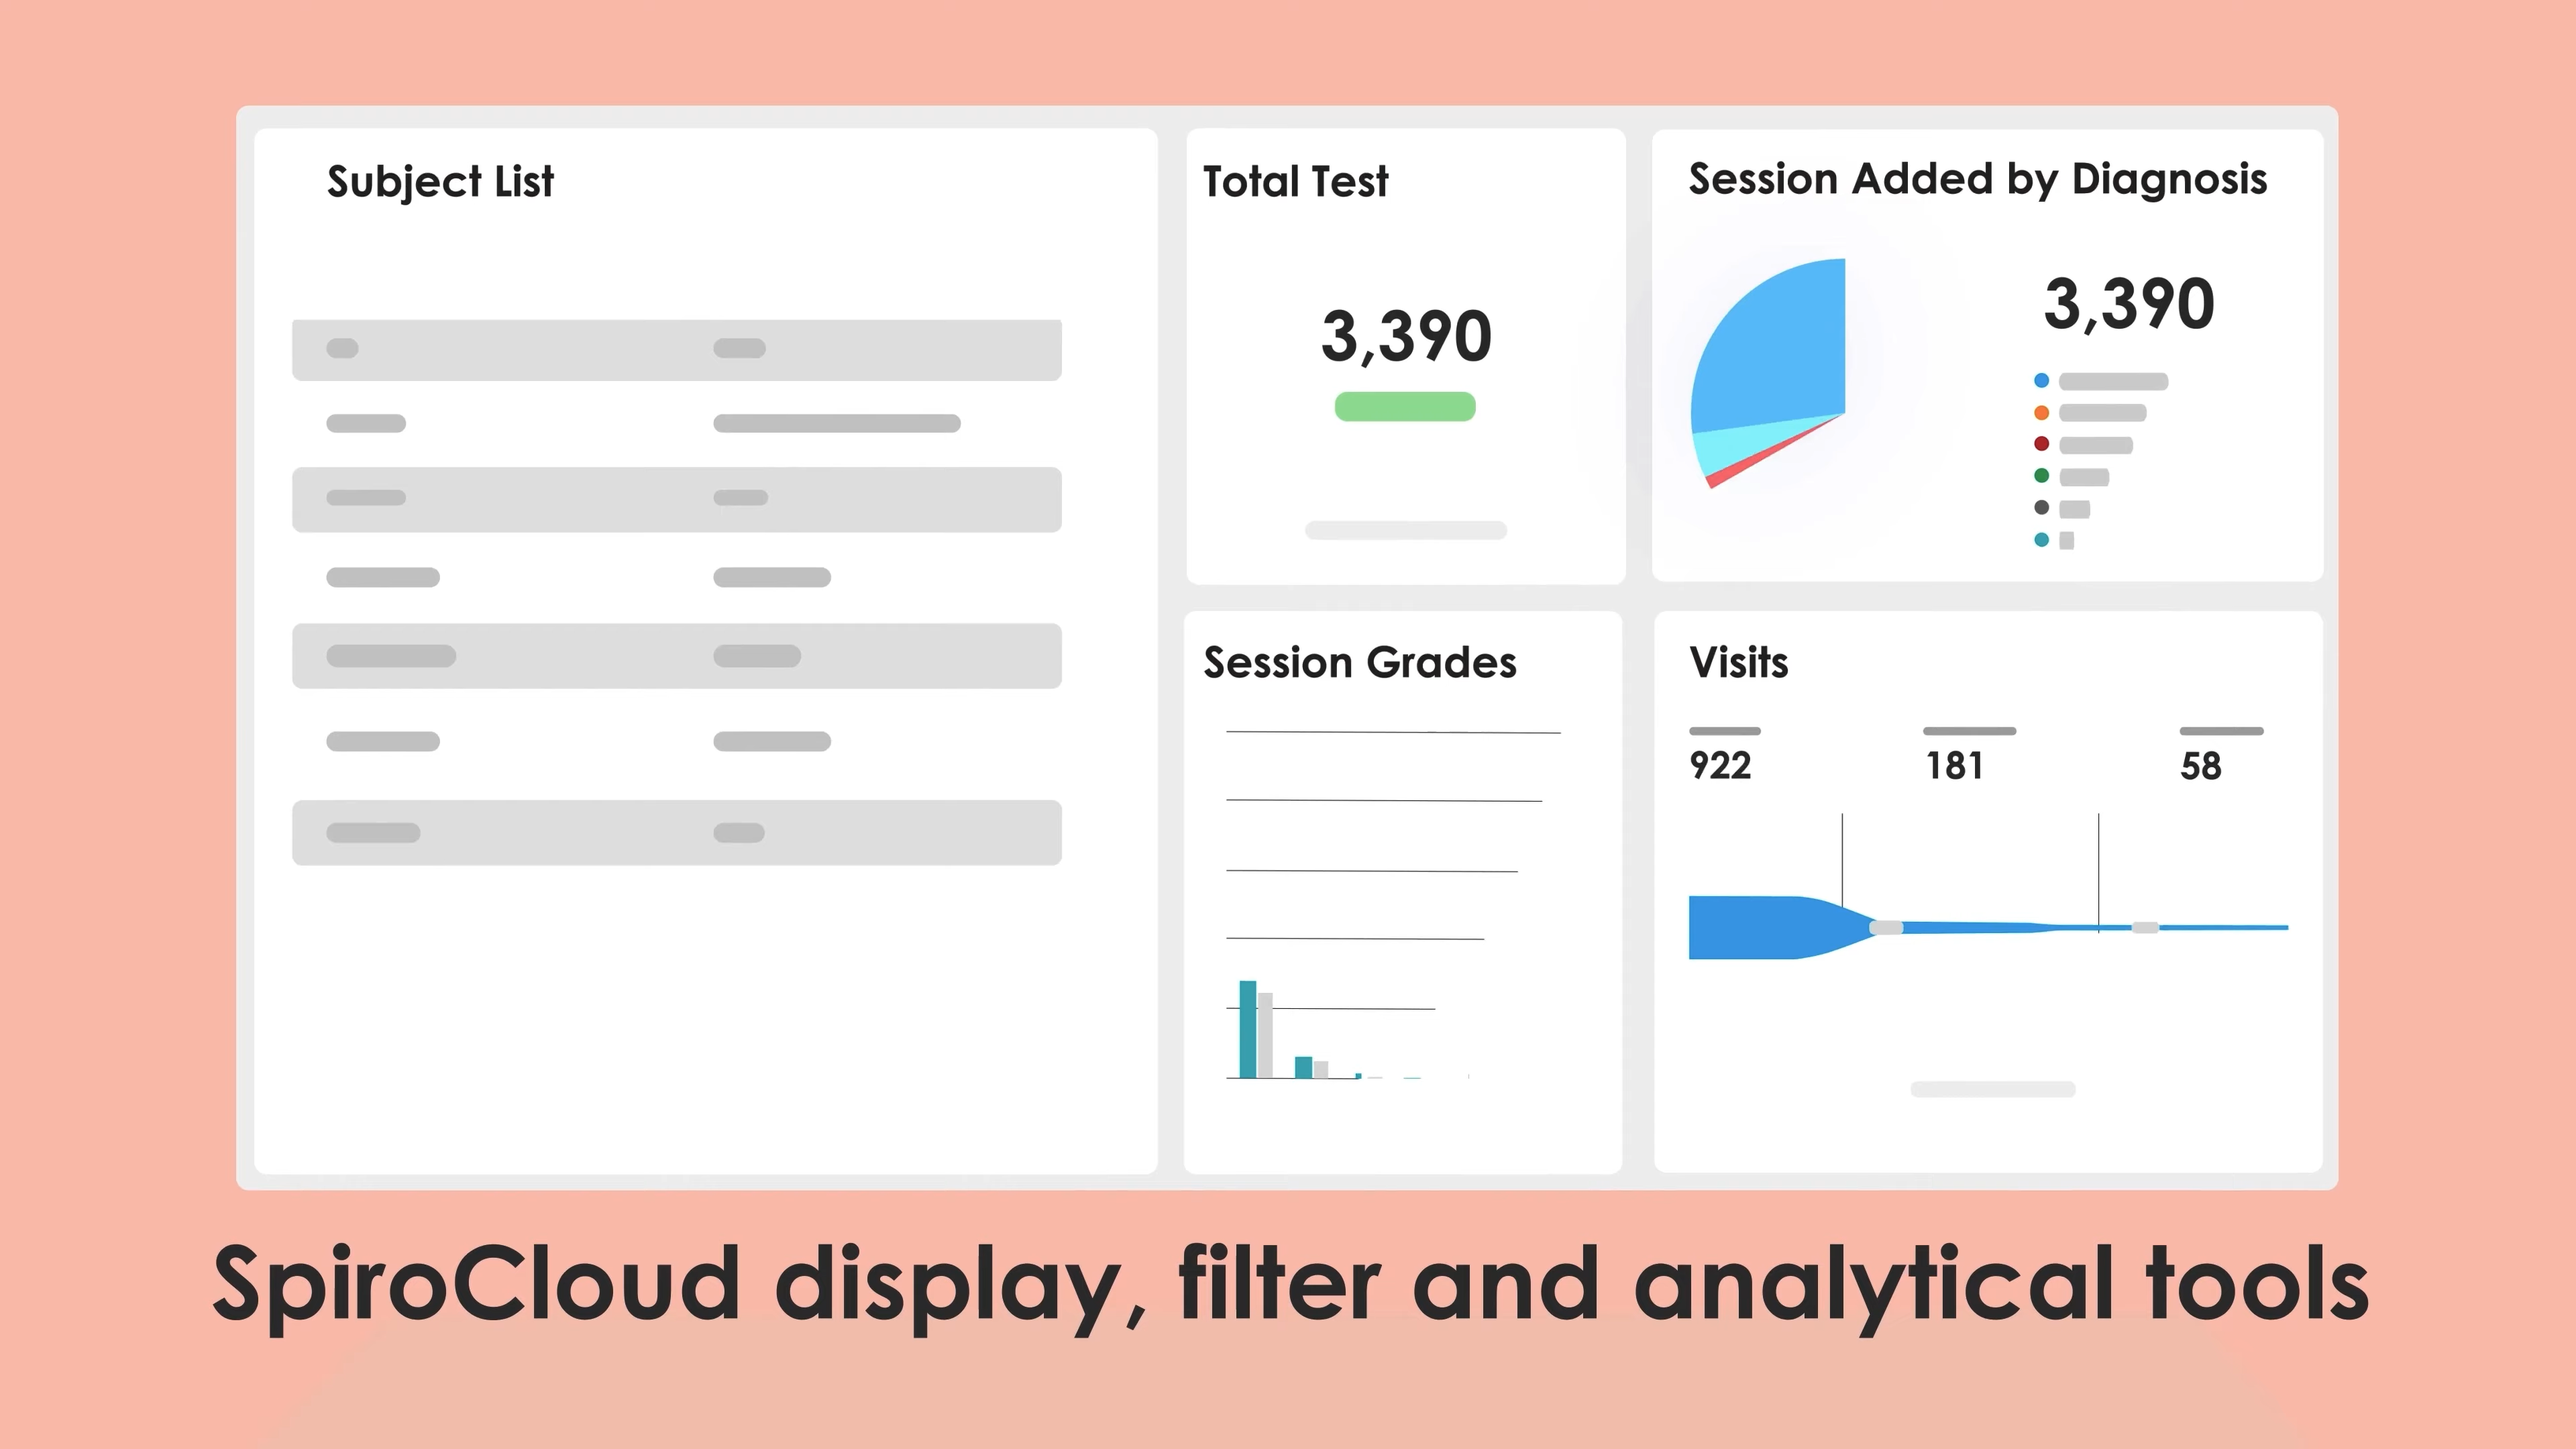 Subject List
Total Test
3,390
Session Added by Diagnosis
3,390
Session Grades
Visits
922
181
58
SpiroCloud display, filter and analytical tools